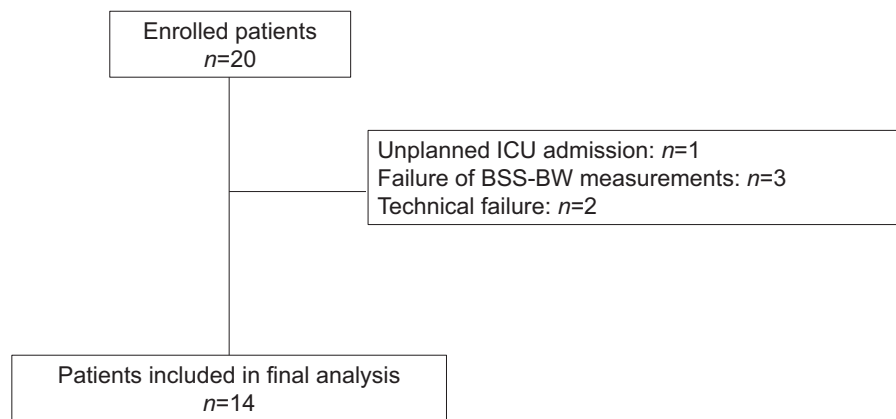 Enrolled patients
n=20
Unplanned ICU admission: n=1
Failure of BSS-BW measurements: n=3
Technical failure: n=2
Patients included in final analysis
n=14